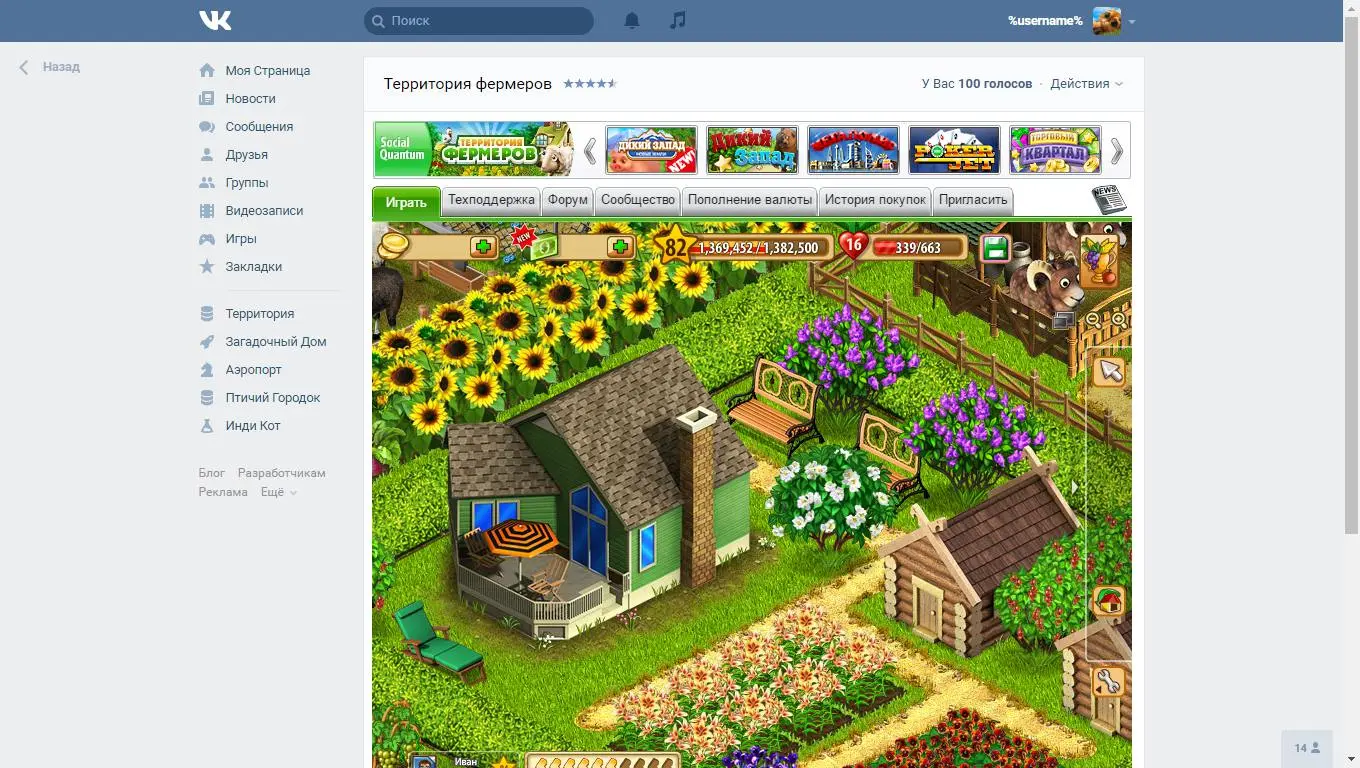 Поиск
%username%
Назад
Моя Страница
Новости
Сообщения
Друзья
Группы
Видеозаписи
Игры
Закладки
Территория
Загадочный Дом
Аэропорт
Птичий Городок
Инди Кот
Блог Разработчикам
Реклама Ещё
Территория фермеров
У Вас 100 голосов · Действия
Social Quantum
ТЕРРИТОРИЯ ФЕРМЕРОВ
ДИКИЙ ЗАПАД
NEW!
Дикий Запад
МЕГАПОЛИС
POKER JET
ТОРГОВЫЙ КВАРТАЛ
Играть
Техподдержка
Форум
Сообщество
Пополнение валюты
История покупок
Пригласить
NEWS
NEW
82
1,369,452 / 1,382,500
16
339/663
Иван
14